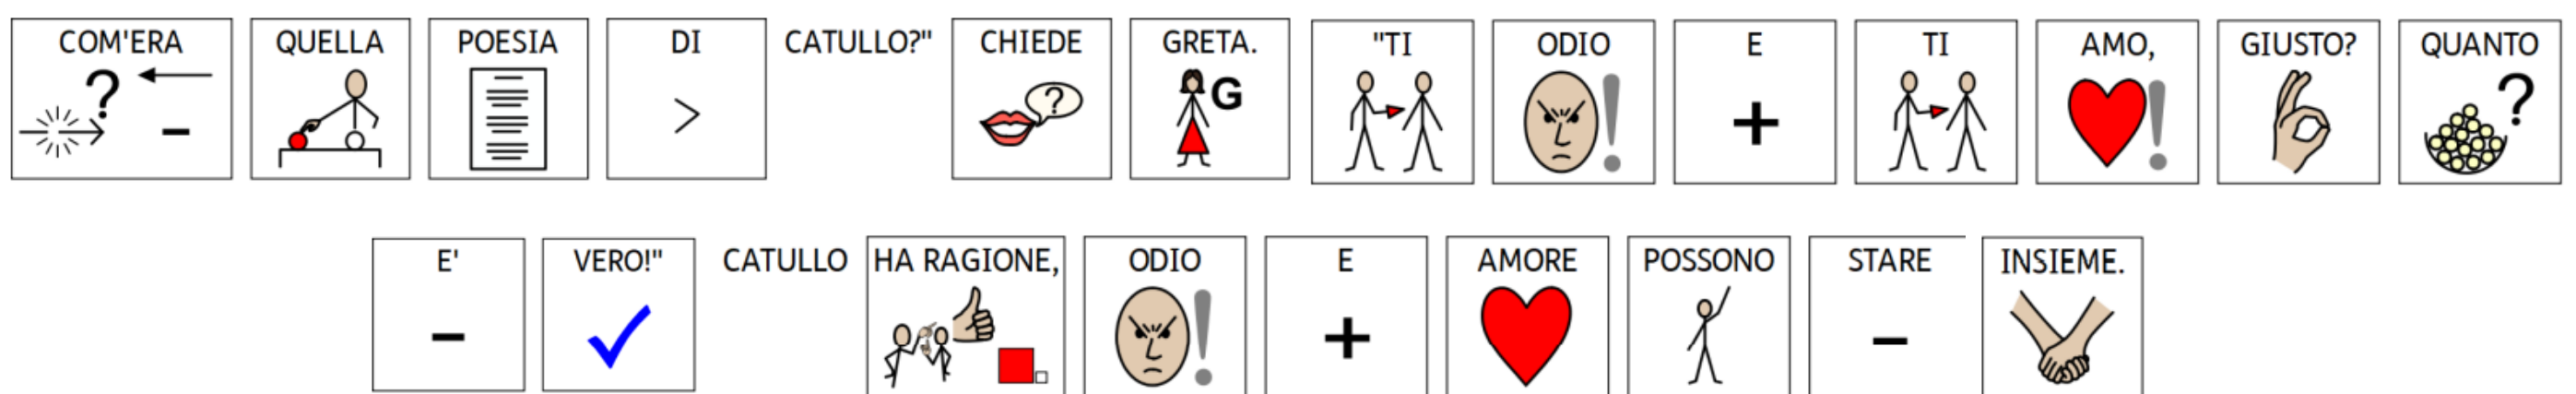 COM'ERA QUELLA POESIA DI CATULLO?" CHIEDE GRETA. "TI ODIO E TI AMO, GIUSTO? QUANTO
E' VERO!" CATULLO HA RAGIONE, ODIO E AMORE POSSONO STARE INSIEME.